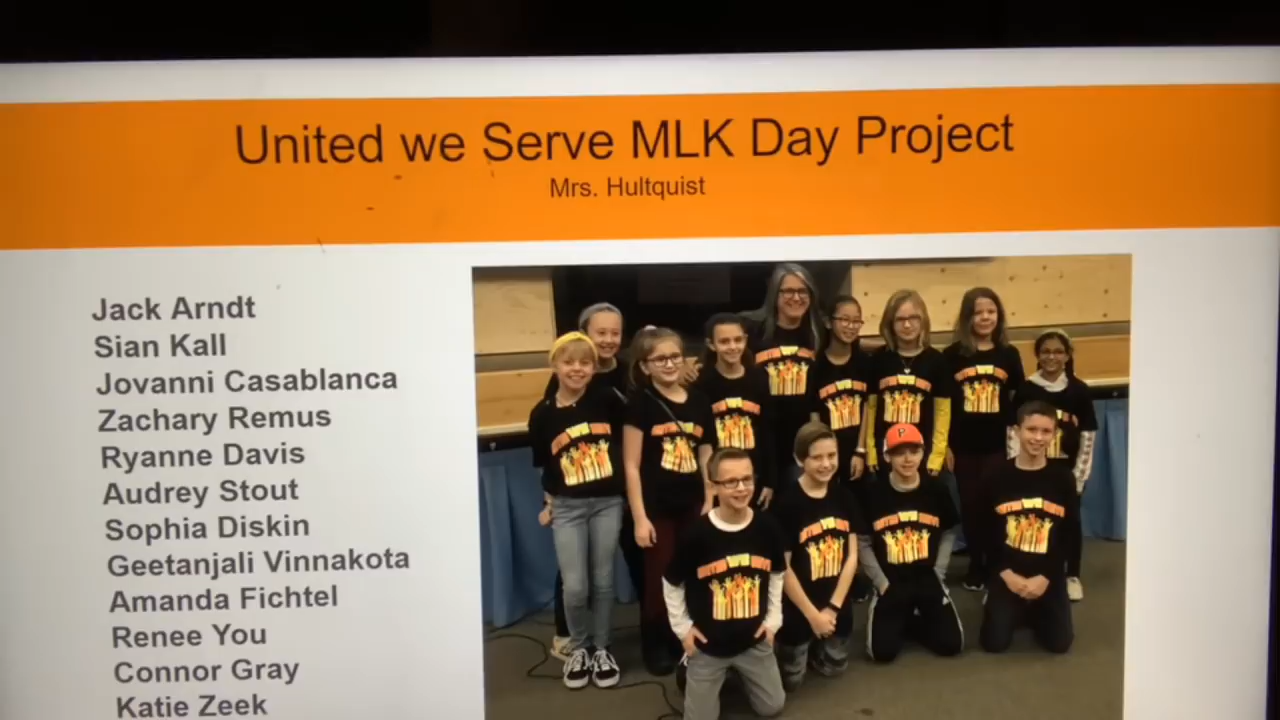 United we Serve MLK Day Project
Mrs. Hultquist
Jack Arndt
Sian Kall
Jovanni Casablanca
Zachary Remus
Ryanne Davis
Audrey Stout
Sophia Diskin
Geetanjali Vinnakota
Amanda Fichtel
Renee You
Connor Gray
Katie Zeek
P